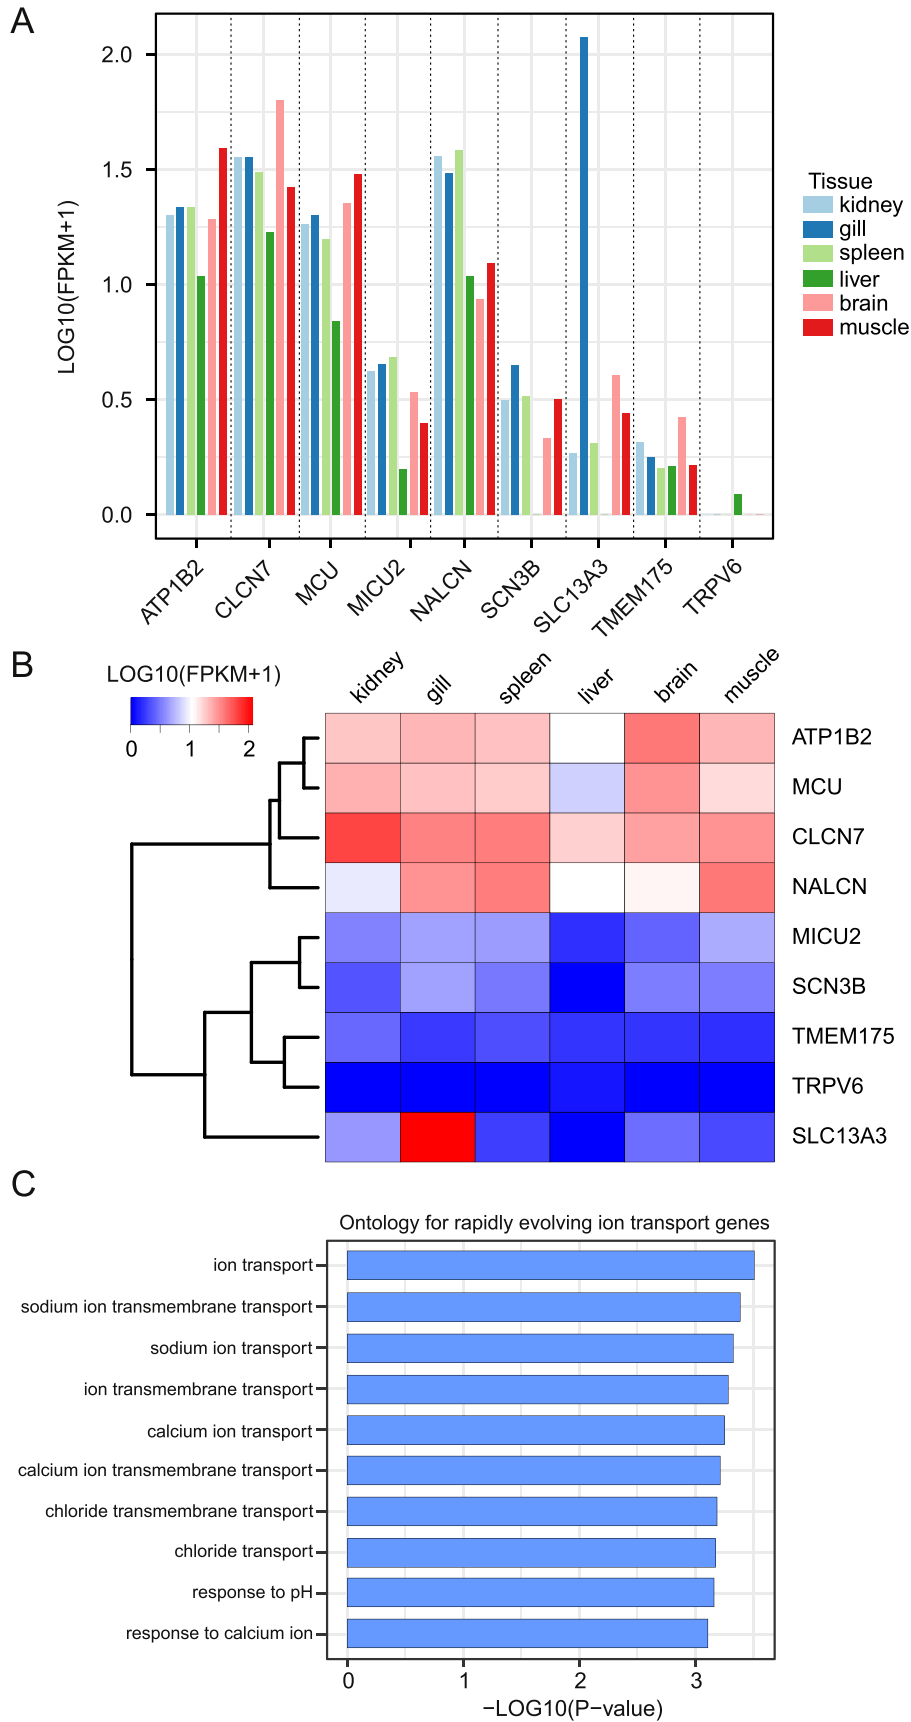 A
LOG10(FPKM+1)
2.0
1.5
1.0
0.5
0.0
ATP1B2
CLCN7
MCU
MICU2
NALCN
SCN3B
SLC13A3
TMEM175
TRPV6
Tissue
kidney
gill
spleen
liver
brain
muscle
B
LOG10(FPKM+1)
0 1 2
kidney
gill
spleen
liver
brain
muscle
ATP1B2
MCU
CLCN7
NALCN
MICU2
SCN3B
TMEM175
TRPV6
SLC13A3
C
Ontology for rapidly evolving ion transport genes
ion transport
sodium ion transmembrane transport
sodium ion transport
ion transmembrane transport
calcium ion transport
calcium ion transmembrane transport
chloride transmembrane transport
chloride transport
response to pH
response to calcium ion
0 1 2 3
−LOG10(P−value)